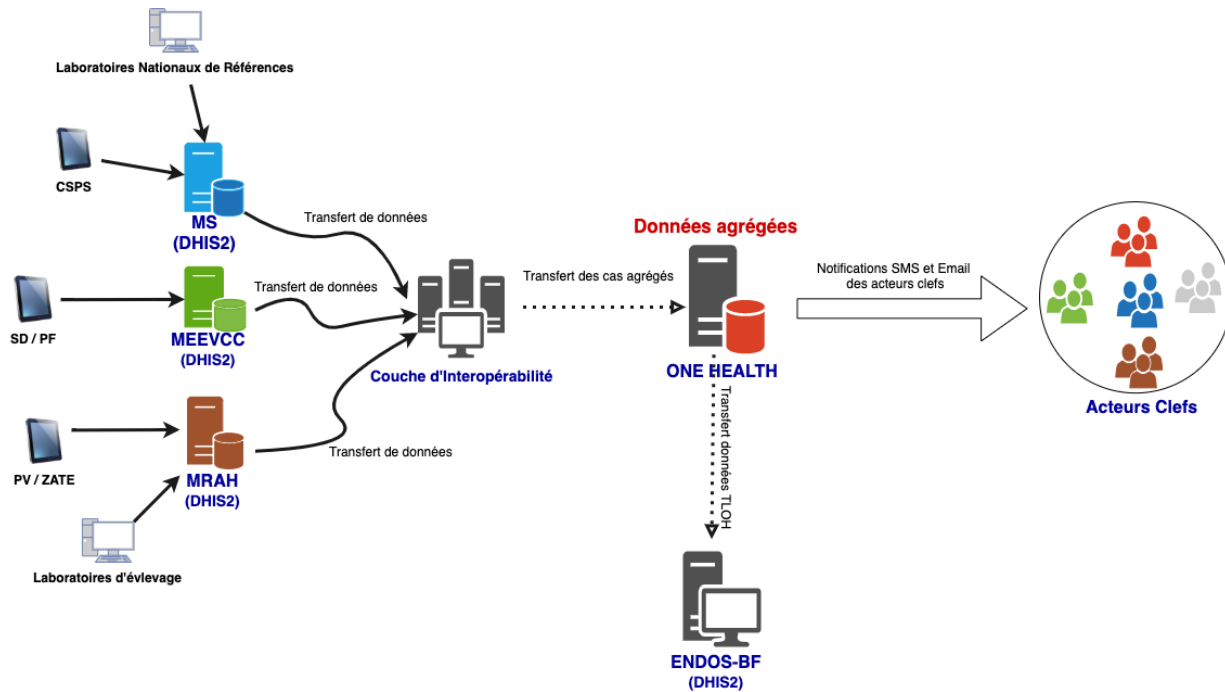 Laboratoires Nationaux de Références
CSPS
MS
(DHIS2)
Transfert de données
SD / PF
MEEVCC
(DHIS2)
Transfert de données
PV / ZATE
MRAH
(DHIS2)
Transfert de données
Laboratoires d'évlevage
Couche d'Interopérabilité
Transfert des cas agrégés
Données agrégées
ONE HEALTH
Transfert données TLOH
ENDOS-BF
(DHIS2)
Notifications SMS et Email
des acteurs clefs
Acteurs Clefs